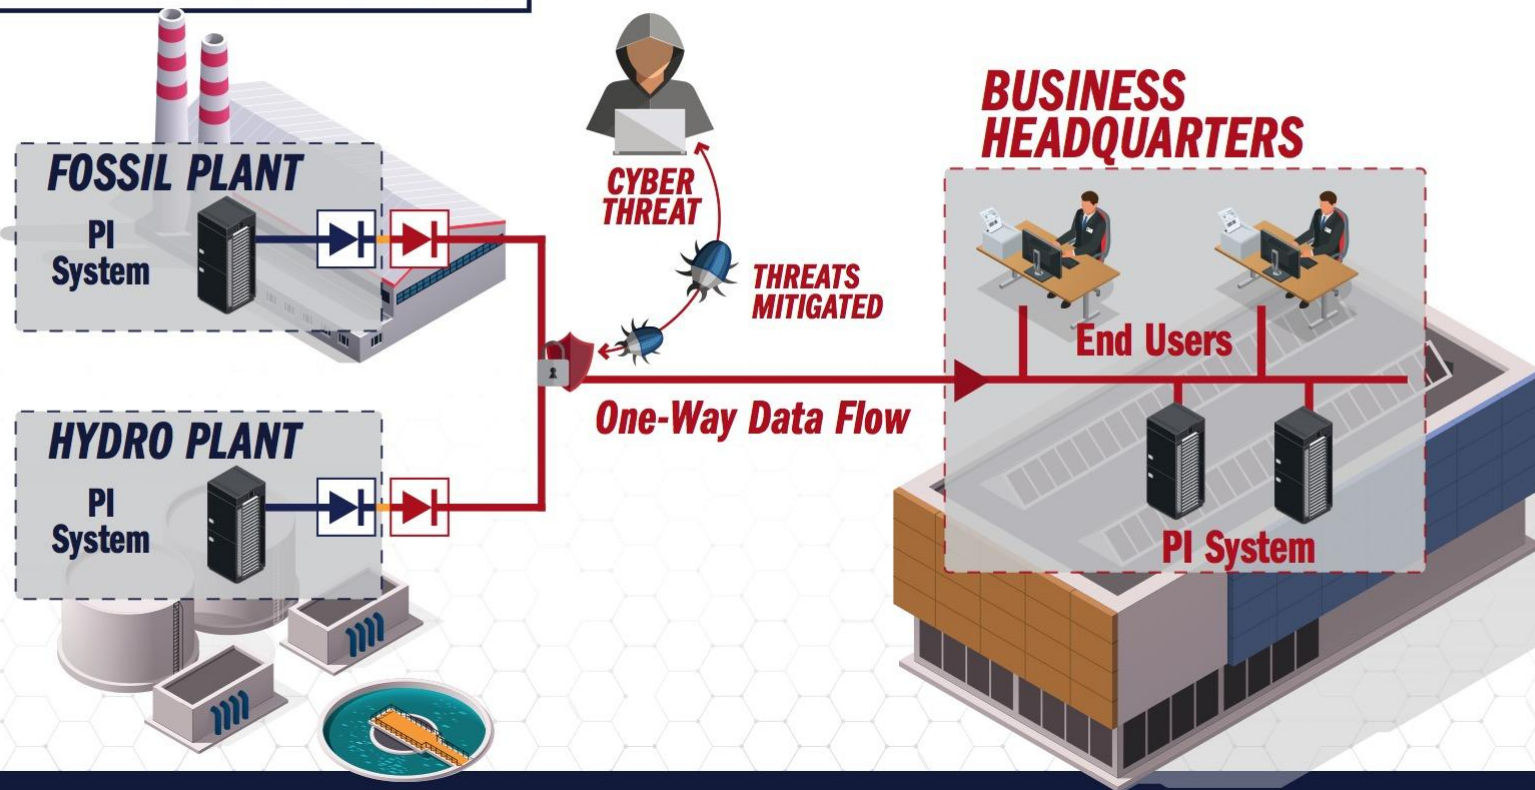 FOSSIL PLANT
PI
System
HYDRO PLANT
PI
System
CYBER
THREAT
THREATS
MITIGATED
One-Way Data Flow
BUSINESS
HEADQUARTERS
End Users
PI System